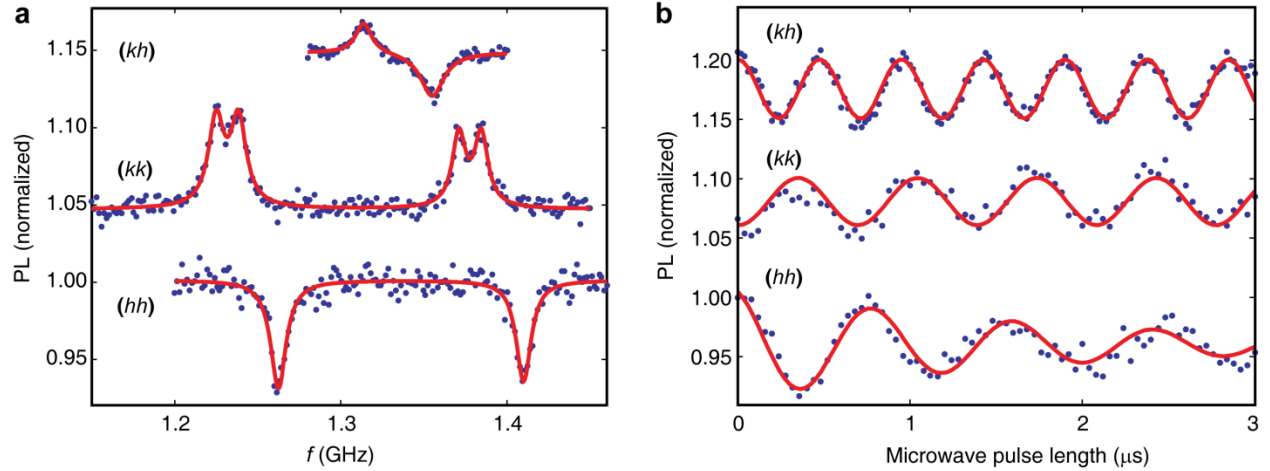 a
(kh)
(kk)
(hh)
1.15
1.10
1.05
1.00
0.95
PL (normalized)
1.2
1.3
1.4
f (GHz)
b
(kh)
(kk)
(hh)
1.20
1.15
1.10
1.05
1.00
0.95
PL (normalized)
0
1
2
3
Microwave pulse length (μs)